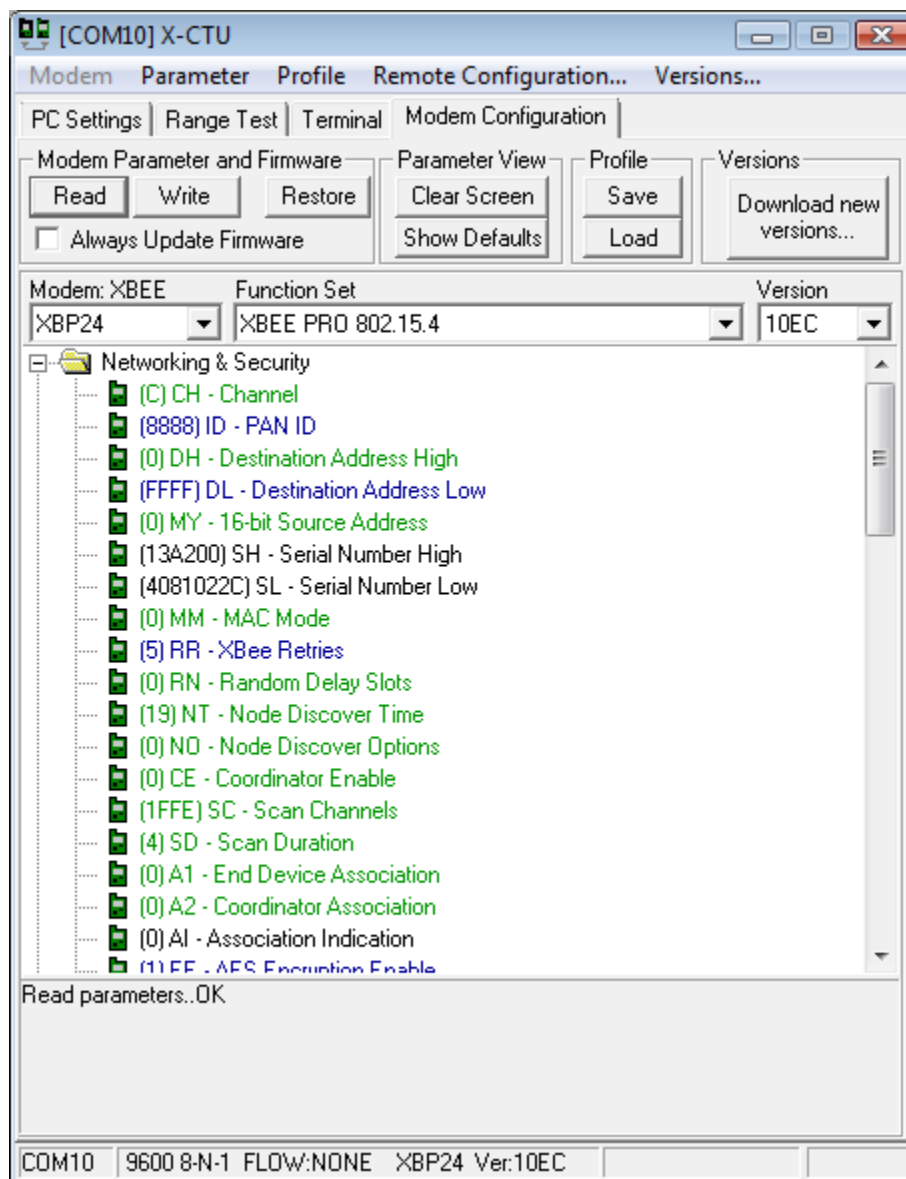 [COM10] X-CTU
Modem Parameter Profile Remote Configuration... Versions...
PC Settings Range Test Terminal Modem Configuration
Modem Parameter and Firmware Parameter View Profile Versions
Read Write Restore Clear Screen Save Download new versions...
Always Update Firmware Show Defaults Load
Modem: XBEE Function Set Version
XBP24 XBEE PRO 802.15.4 10EC
Networking & Security
(C) CH - Channel
(8888) ID - PAN ID
(0) DH - Destination Address High
(FFFF) DL - Destination Address Low
(0) MY - 16-bit Source Address
(13A200) SH - Serial Number High
(4081022C) SL - Serial Number Low
(0) MM - MAC Mode
(5) RR - XBee Retries
(0) RN - Random Delay Slots
(19) NT - Node Discover Time
(0) NO - Node Discover Options
(0) CE - Coordinator Enable
(1FFE) SC - Scan Channels
(4) SD - Scan Duration
(0) A1 - End Device Association
(0) A2 - Coordinator Association
(0) AI - Association Indication
(1) EE - AES Encryption Enable
Read parameters..OK
COM10 9600 8-N-1 FLOW:NONE XBP24 Ver:10EC